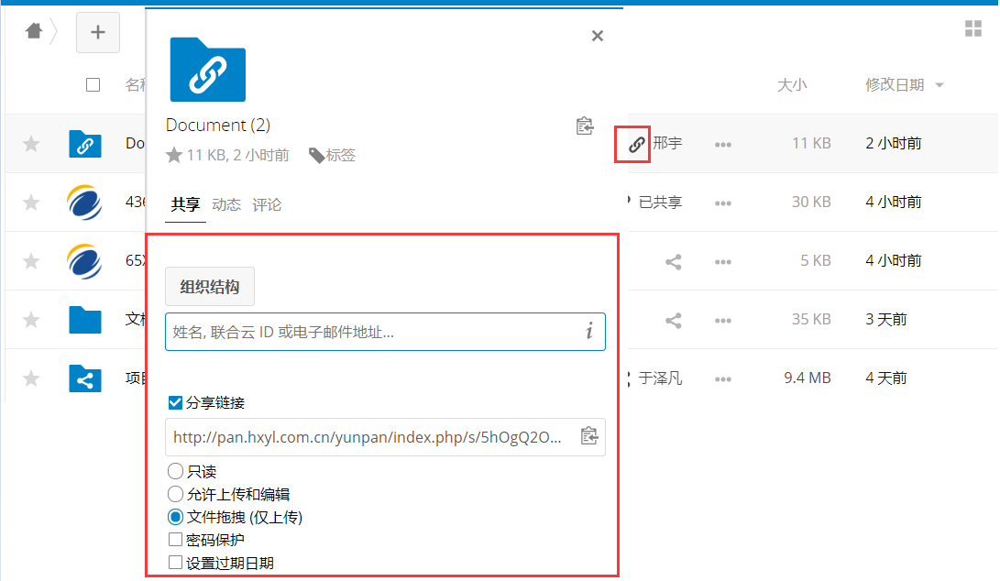 大小 修改日期
Document (2)
11 KB, 2 小时前 标签
Do 邢宇 11 KB 2 小时前
共享 动态 评论
436 已共享 30 KB 4 小时前
65 5 KB 4 小时前
组织结构
35 KB 3 天前
姓名, 联合云 ID 或电子邮件地址... i
于泽凡 9.4 MB 4 天前
分享链接
http://pan.hxyl.com.cn/yunpan/index.php/s/5hOgQ2O...
只读
允许上传和编辑
文件拖拽 (仅上传)
密码保护
设置过期日期